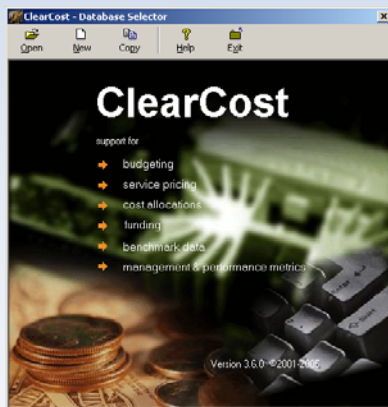 ClearCost - Database Selector
Open New Copy Help Exit
ClearCost
support for
budgeting
service pricing
cost allocations
funding
benchmark data
management & performance metrics
Version 3.6.0 ©2001-2005